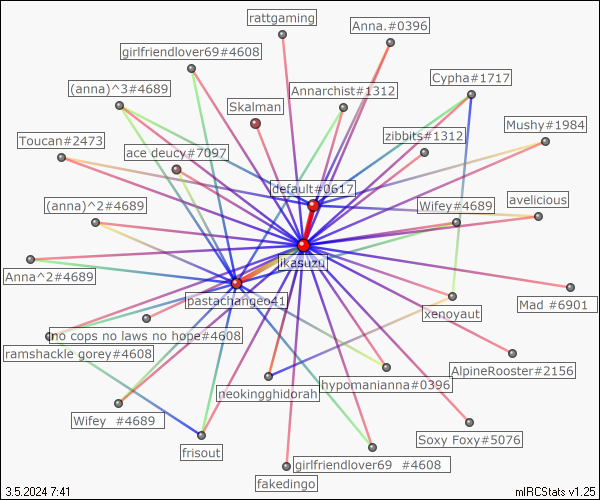 rattgaming
Anna.#0396
girlfriendlover69#4608
Cypha#1717
(anna)^3#4689
Annarchist#1312
Skalman
Mushy#1984
zibbits#1312
Toucan#2473
ace deucy#7097
default#0617
(anna)^2#4689
Wifey#4689
avelicious
ikasuzu
Anna^2#4689
pastachangeo41
Mad #6901
xenoyaut
no cops no laws no hope#4608
ramshackle gorey#4608
AlpineRooster#2156
hypomanianna#0396
neokingghidorah
Wifey #4689
Soxy Foxy#5076
frisout
girlfriendlover69 #4608
fakedingo
3.5.2024 7:41
mIRCStats v1.25